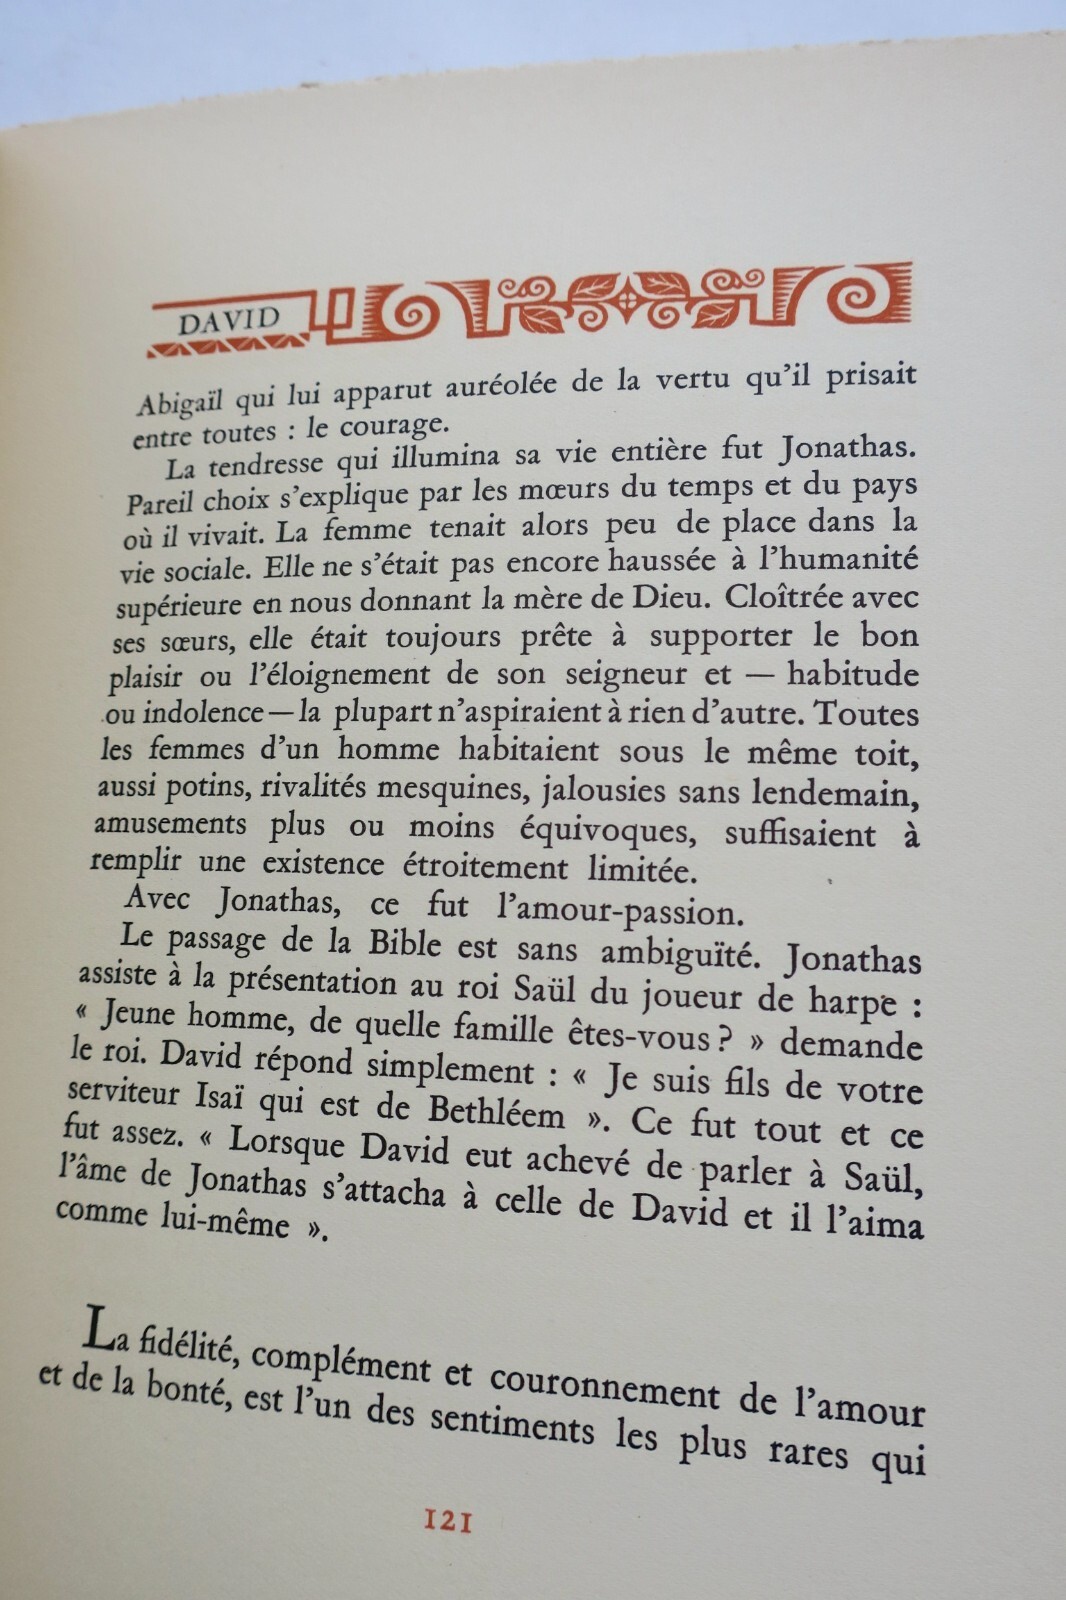 DAVID
Abigaïl qui lui apparut auréolée de la vertu qu'il prisait
entre toutes : le courage.
La tendresse qui illumina sa vie entière fut Jonathas.
Pareil choix s'explique par les mœurs du temps et du pays
où il vivait. La femme tenait alors peu de place dans la
vie sociale. Elle ne s'était pas encore haussée à l'humanité
supérieure en nous donnant la mère de Dieu. Cloîtrée avec
ses sœurs, elle était toujours prête à supporter le bon
plaisir ou l'éloignement de son seigneur et — habitude
ou indolence — la plupart n'aspiraient à rien d'autre. Toutes
les femmes d'un homme habitaient sous le même toit,
aussi potins, rivalités mesquines, jalousies sans lendemain,
amusements plus ou moins équivoques, suffisaient à
remplir une existence étroitement limitée.
Avec Jonathas, ce fut l'amour-passion.
Le passage de la Bible est sans ambiguïté. Jonathas
assiste à la présentation au roi Saül du joueur de harpe :
« Jeune homme, de quelle famille êtes-vous ? » demande
le roi. David répond simplement : « Je suis fils de votre
serviteur Isaï qui est de Bethléem ». Ce fut tout et ce
fut assez. « Lorsque David eut achevé de parler à Saül,
l'âme de Jonathas s'attacha à celle de David et il l'aima
comme lui-même ».
La fidélité, complément et couronnement de l'amour
et de la bonté, est l'un des sentiments les plus rares qui
121